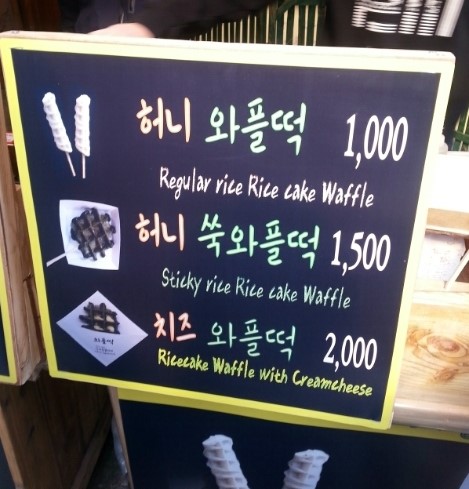 허니 와플떡 1,000
Regular rice Rice cake Waffle
허니 쑥와플떡 1,500
Sticky rice Rice cake Waffle
치즈 와플떡 2,000
Ricecake Waffle with Creamcheese